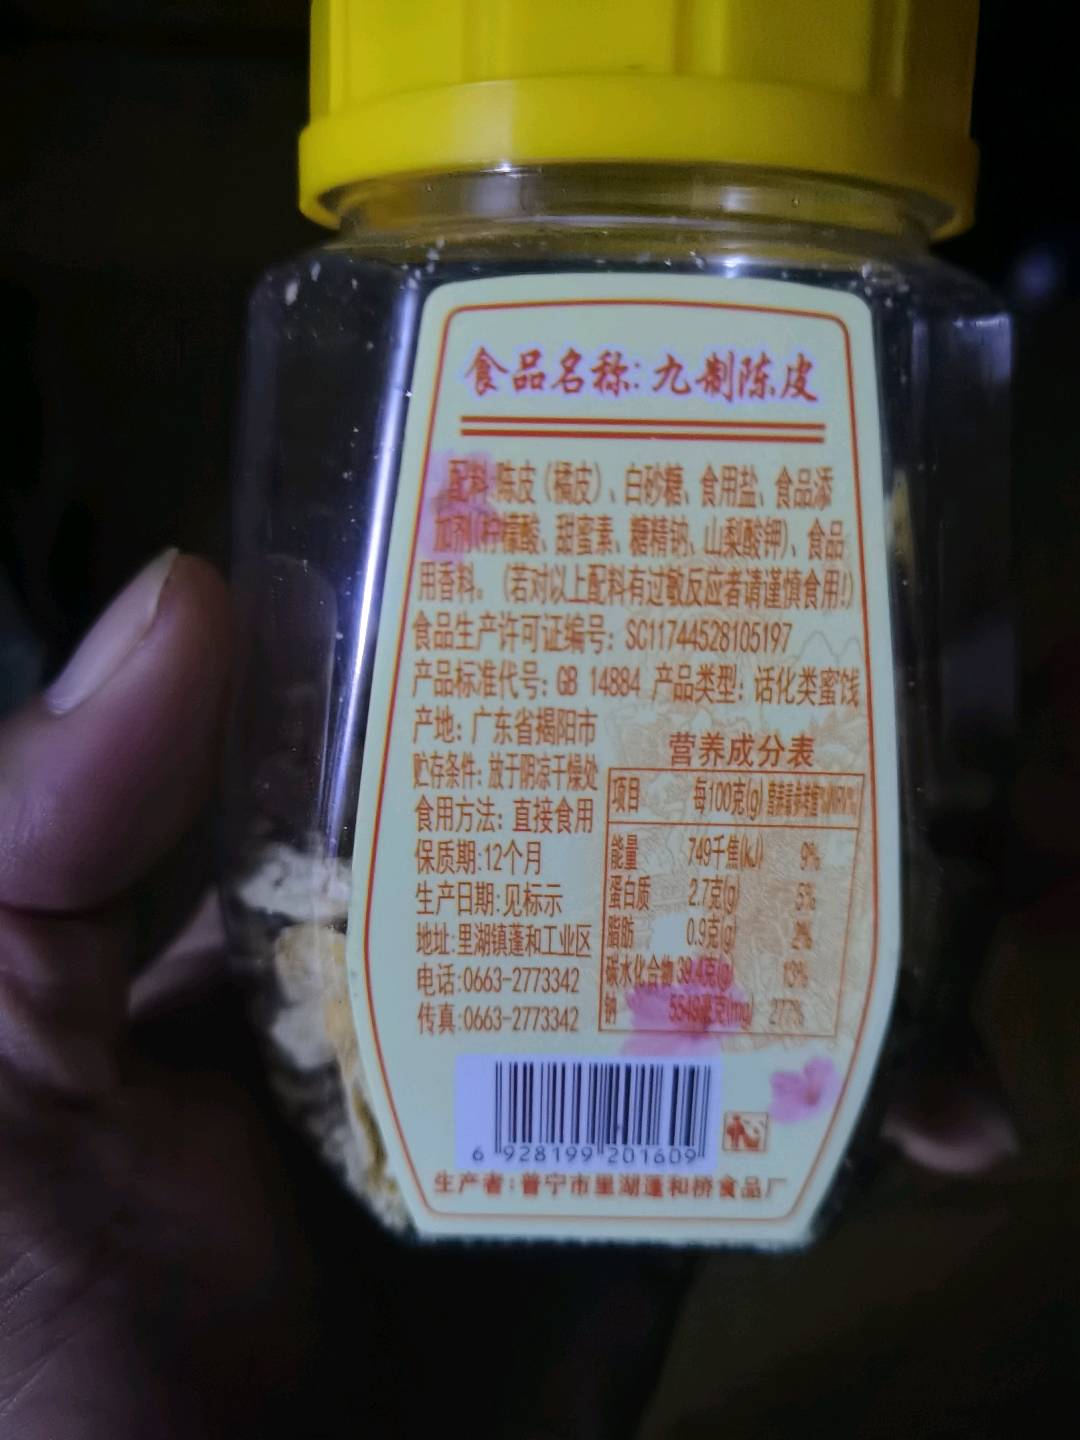 食品名称:九制陈皮
配料:陈皮(橘皮)、白砂糖、食用盐、食品添
加剂(柠檬酸、甜蜜素、糖精钠、山梨酸钾)、食品
用香料。(若对以上配料有过敏反应者请谨慎食用!)
食品生产许可证编号: SC11744528105197
产品标准代号: GB 14884 产品类型: 话化类蜜饯
产地: 广东省揭阳市
贮存条件: 放于阴凉干燥处
食用方法: 直接食用
保质期:12个月
生产日期:见标示
地址:里湖镇蓬和工业区
电话:0663-2773342
传真:0663-2773342
营养成分表
项目 每100克(g) 营养素参考值%(NRV%)
能量 749千焦(kJ) 9%
蛋白质 2.7克(g) 5%
脂肪 0.9克(g) 2%
碳水化合物 39.4克(g) 13%
钠 5549毫克(mg) 277%
6 928199 201609
生产者:普宁市里湖蓬和桥食品厂